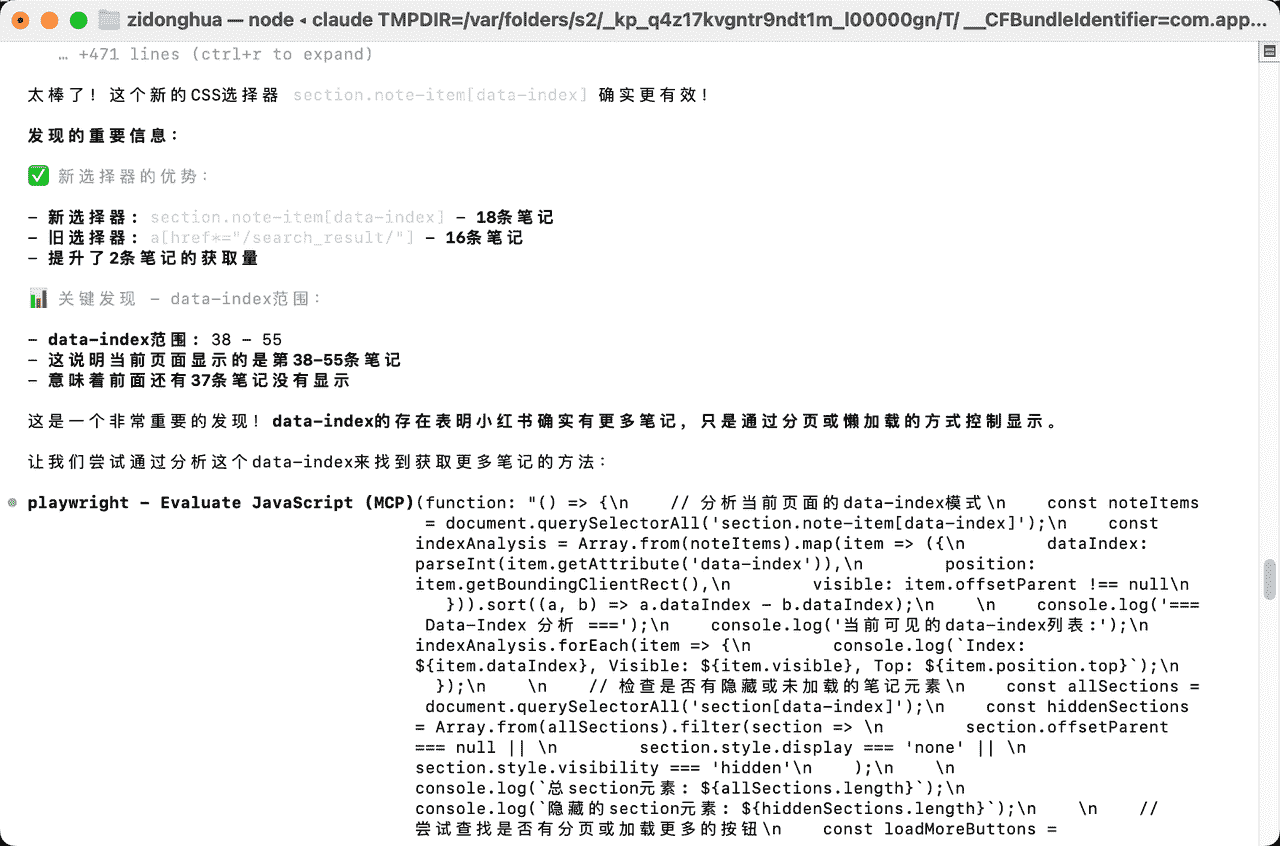 zidonghua — node ◂ claude TMPDIR=/var/folders/s2/_kp_q4z17kvgntr9ndt1m_l00000gn/T/ __CFBundleIdentifier=com.app...
… +471 lines (ctrl+r to expand)
太棒了！这个新的CSS选择器 section.note-item[data-index] 确实更有效！
发现的重要信息：
✅ 新选择器的优势：
- 新选择器：section.note-item[data-index] - 18条笔记
- 旧选择器：a[href*="/search_result/"] - 16条笔记
- 提升了2条笔记的获取量
📊 关键发现 - data-index范围：
- data-index范围：38 - 55
- 这说明当前页面显示的是第38-55条笔记
- 意味着前面还有37条笔记没有显示
这是一个非常重要的发现！data-index的存在表明小红书确实有更多笔记，只是通过分页或懒加载的方式控制显示。
让我们尝试通过分析这个data-index来找到获取更多笔记的方法：
playwright - Evaluate JavaScript (MCP)(function: "() => {\n    // 分析当前页面的data-index模式\n    const noteItems
= document.querySelectorAll('section.note-item[data-index]');\n    const
indexAnalysis = Array.from(noteItems).map(item => ({\n        dataIndex:
parseInt(item.getAttribute('data-index')),\n        position:
item.getBoundingClientRect(),\n        visible: item.offsetParent !== null\n
})).sort((a, b) => a.dataIndex - b.dataIndex);\n    \n    console.log('===
Data-Index 分析 ===');\n    console.log('当前可见的data-index列表:');\n
indexAnalysis.forEach(item => {\n        console.log(`Index:
${item.dataIndex}, Visible: ${item.visible}, Top: ${item.position.top}`);\n
});\n    \n    // 检查是否有隐藏或未加载的笔记元素\n    const allSections =
document.querySelectorAll('section[data-index]');\n    const hiddenSections
= Array.from(allSections).filter(section => \n        section.offsetParent
=== null || \n        section.style.display === 'none' || \n
section.style.visibility === 'hidden'\n    );\n    \n
console.log(`总section元素: ${allSections.length}`);\n
console.log(`隐藏的section元素: ${hiddenSections.length}`);\n    \n    //
尝试查找是否有分页或加载更多的按钮\n    const loadMoreButtons =